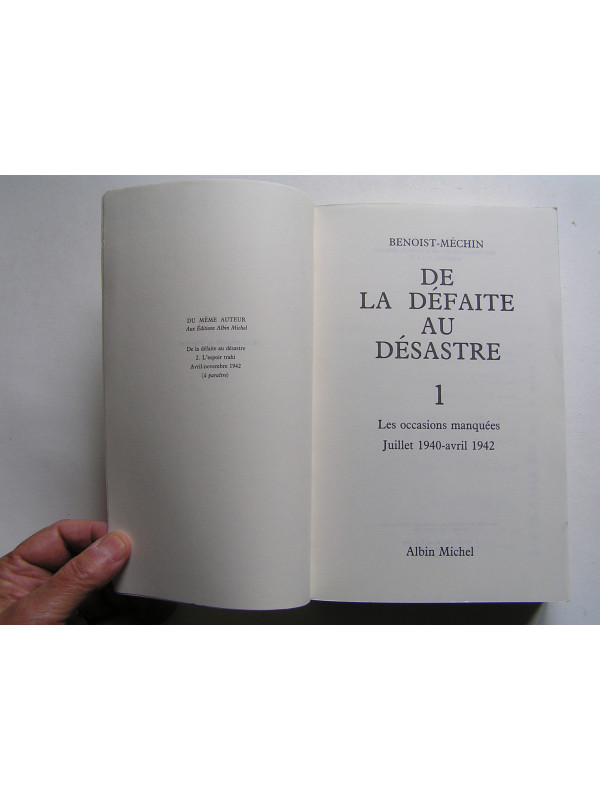 DU MÊME AUTEUR
Aux Éditions Albin Michel
De la défaite au désastre
2. L'espoir trahi
Avril-novembre 1942
(à paraître)
BENOIST-MÉCHIN
DE
LA DÉFAITE
AU
DÉSASTRE
1
Les occasions manquées
Juillet 1940-avril 1942
Albin Michel